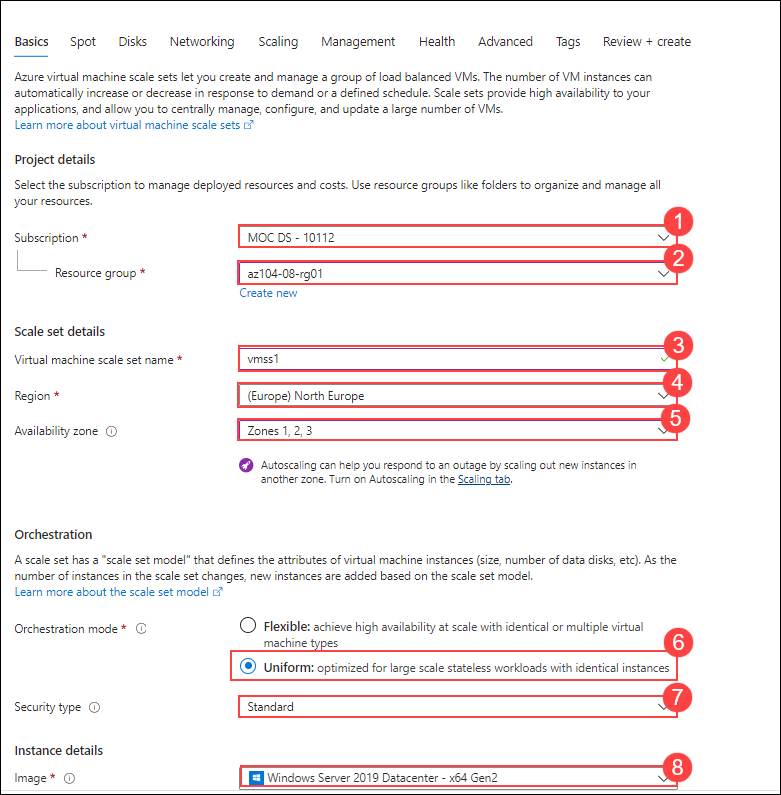 Basics Spot Disks Networking Scaling Management Health Advanced Tags Review + create
Azure virtual machine scale sets let you create and manage a group of load balanced VMs. The number of VM instances can
automatically increase or decrease in response to demand or a defined schedule. Scale sets provide high availability to your
applications, and allow you to centrally manage, configure, and update a large number of VMs.
Learn more about virtual machine scale sets
Project details
Select the subscription to manage deployed resources and costs. Use resource groups like folders to organize and manage all
your resources.
Subscription * MOC DS - 10112 1
Resource group * az104-08-rg01 2
Create new
Scale set details
Virtual machine scale set name * vmss1 3
Region * (Europe) North Europe 4
Availability zone Zones 1, 2, 3 5
Autoscaling can help you respond to an outage by scaling out new instances in
another zone. Turn on Autoscaling in the Scaling tab.
Orchestration
A scale set has a "scale set model" that defines the attributes of virtual machine instances (size, number of data disks, etc). As the
number of instances in the scale set changes, new instances are added based on the scale set model.
Learn more about the scale set model
Orchestration mode * Flexible: achieve high availability at scale with identical or multiple virtual
machine types
Uniform: optimized for large scale stateless workloads with identical instances 6
Security type Standard 7
Instance details
Image * Windows Server 2019 Datacenter - x64 Gen2 8